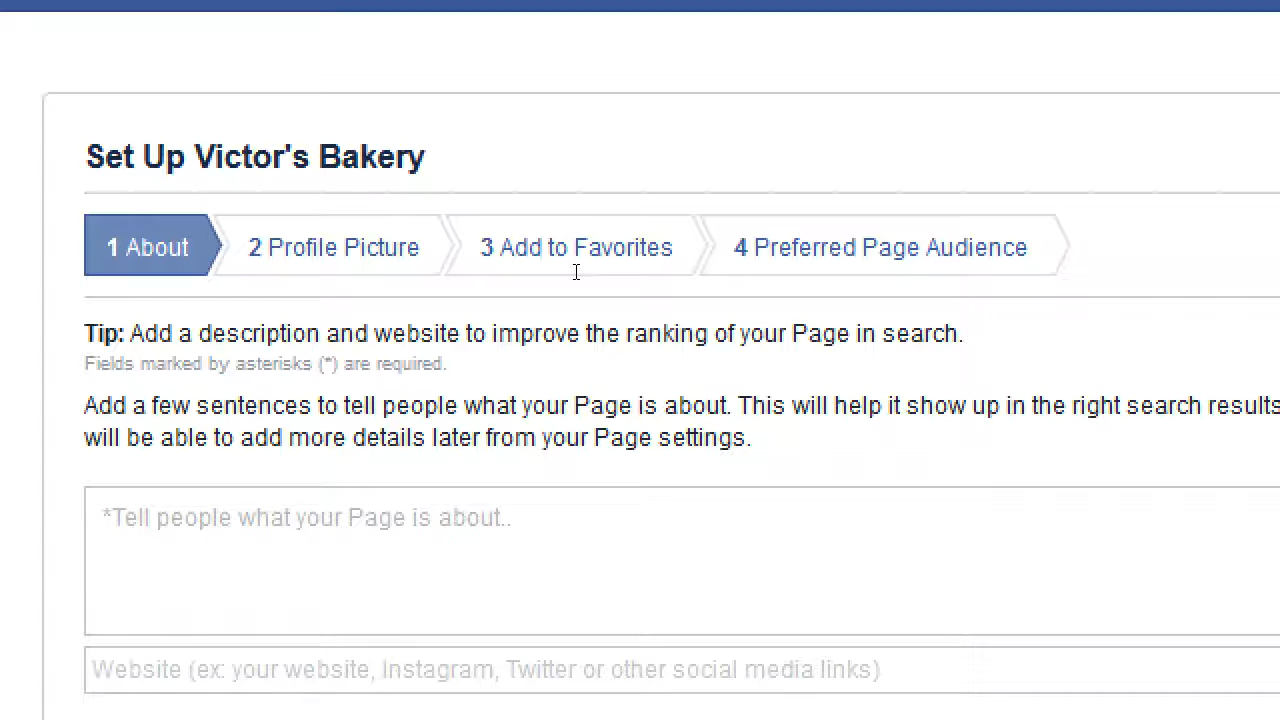 Set Up Victor's Bakery
1 About 2 Profile Picture 3 Add to Favorites 4 Preferred Page Audience
Tip: Add a description and website to improve the ranking of your Page in search.
Fields marked by asterisks (*) are required.
Add a few sentences to tell people what your Page is about. This will help it show up in the right search results
will be able to add more details later from your Page settings.
*Tell people what your Page is about..
Website (ex: your website, Instagram, Twitter or other social media links)